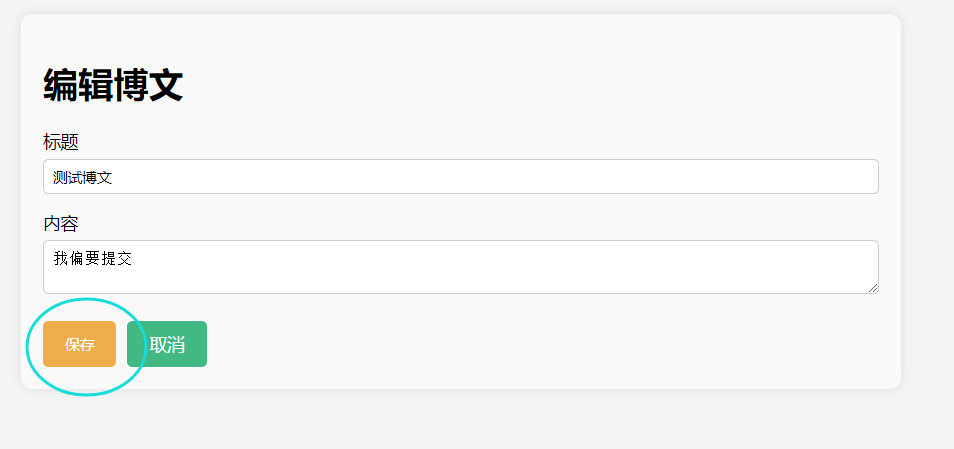 编辑博文
标题
测试博文
内容
我偏要提交
保存 取消